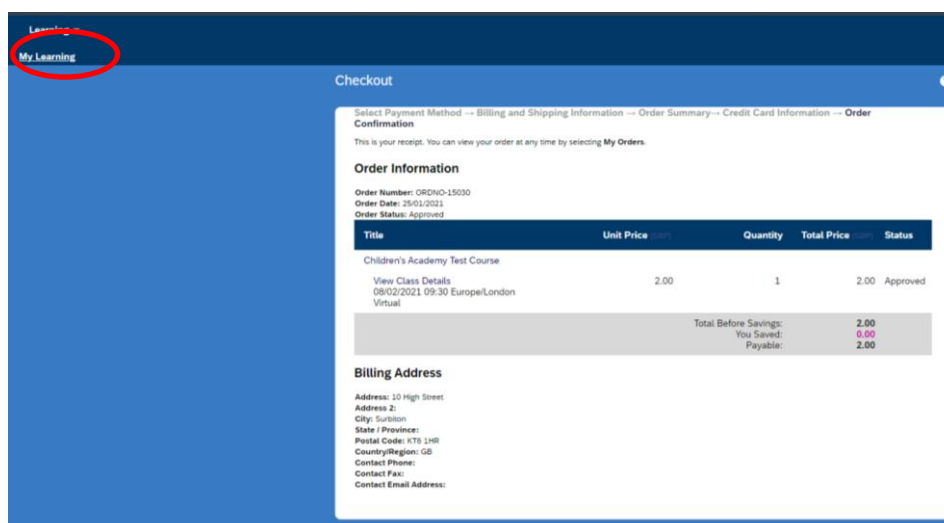 Learning
My Learning
Checkout
Select Payment Method → Billing and Shipping Information → Order Summary → Credit Card Information → Order
Confirmation
This is your receipt. You can view your order at any time by selecting My Orders.
Order Information
Order Number: ORDNO-15030
Order Date: 25/01/2021
Order Status: Approved
Title Unit Price (GBP) Quantity Total Price (GBP) Status
Children's Academy Test Course
View Class Details 2.00 1 2.00 Approved
08/02/2021 09:30 Europe/London
Virtual
Total Before Savings: 2.00
You Saved: 0.00
Payable: 2.00
Billing Address
Address: 10 High Street
Address 2:
City: Surbiton
State / Province:
Postal Code: KT6 1HR
Country/Region: GB
Contact Phone:
Contact Fax:
Contact Email Address: